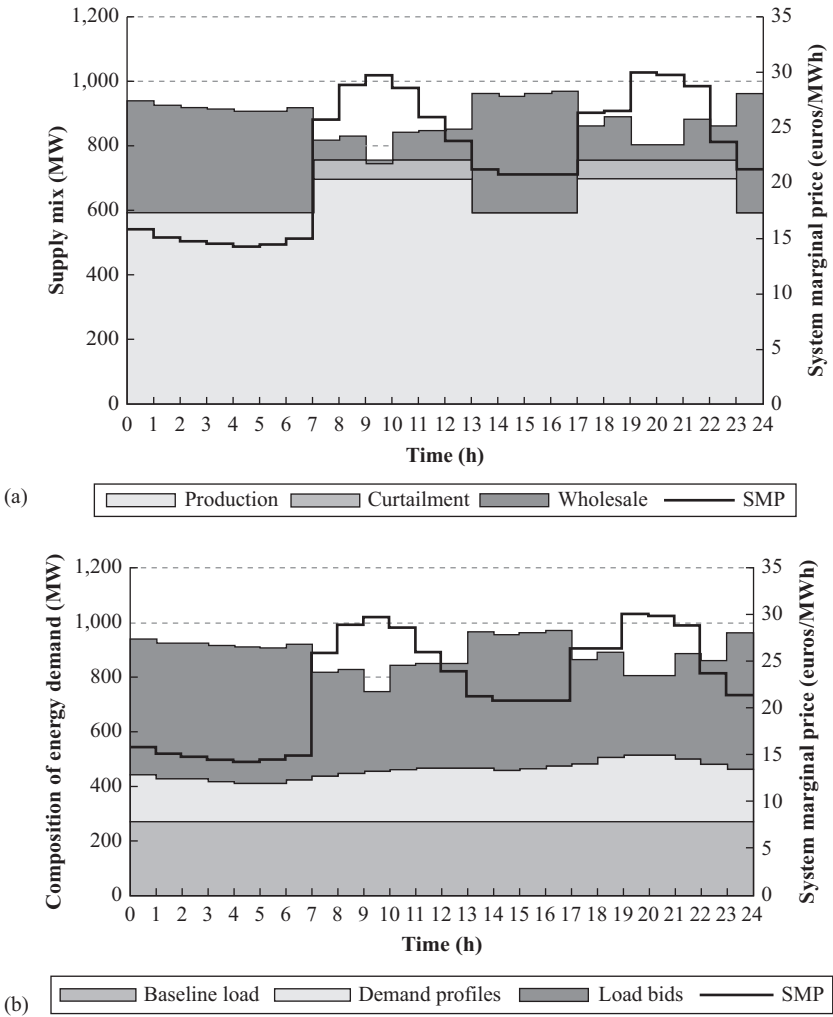 1,200
1,000
800
600
400
200
0
Supply mix (MW)
35
30
25
20
15
10
5
0
System marginal price (euros/MWh)
0 1 2 3 4 5 6 7 8 9 10 11 12 13 14 15 16 17 18 19 20 21 22 23 24
Time (h)
(a)
Production Curtailment Wholesale SMP
1,200
1,000
800
600
400
200
0
Composition of energy demand (MW)
35
30
25
20
15
10
5
0
System marginal price (euros/MWh)
0 1 2 3 4 5 6 7 8 9 10 11 12 13 14 15 16 17 18 19 20 21 22 23 24
Time (h)
(b)
Baseline load Demand profiles Load bids SMP